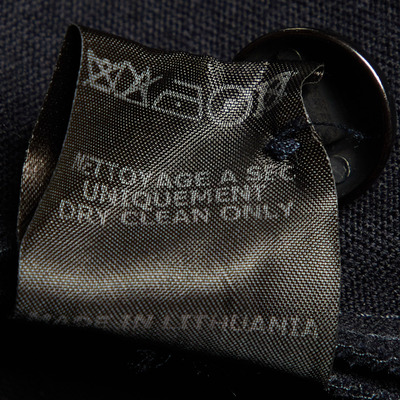 NETTOYAGE A SEC
UNIQUEMENT
DRY CLEAN ONLY
MADE IN LITHUANIA